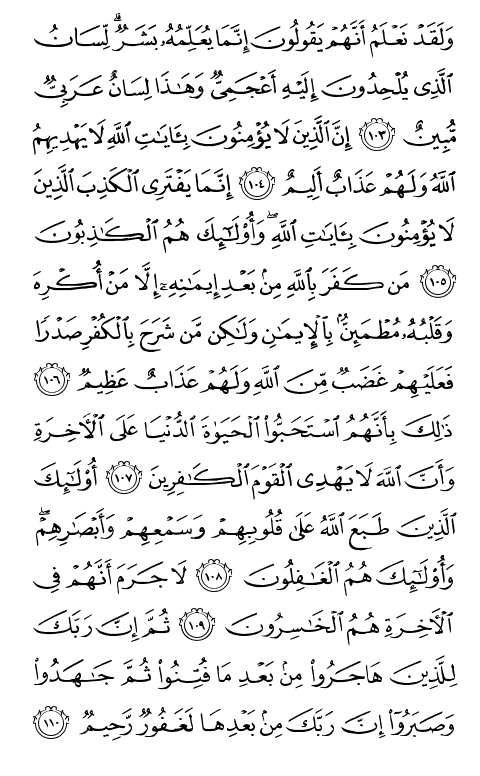 وَلَقَدْ نَعْلَمُ أَنَّهُمْ يَقُولُونَ إِنَّمَا يُعَلِّمُهُۥ بَشَرٌ ۗ لِّسَانُ
ٱلَّذِى يُلْحِدُونَ إِلَيْهِ أَعْجَمِىٌّ وَهَـٰذَا لِسَانٌ عَرَبِىٌّ
مُّبِينٌ ﴿١٠٣﴾ إِنَّ ٱلَّذِينَ لَا يُؤْمِنُونَ بِـَٔايَـٰتِ ٱللَّهِ لَا يَهْدِيهِمُ
ٱللَّهُ وَلَهُمْ عَذَابٌ أَلِيمٌ ﴿١٠٤﴾ إِنَّمَا يَفْتَرِى ٱلْكَذِبَ ٱلَّذِينَ
لَا يُؤْمِنُونَ بِـَٔايَـٰتِ ٱللَّهِ ۖ وَأُو۟لَـٰٓئِكَ هُمُ ٱلْكَـٰذِبُونَ
﴿١٠٥﴾ مَن كَفَرَ بِٱللَّهِ مِنۢ بَعْدِ إِيمَـٰنِهِۦٓ إِلَّا مَنْ أُكْرِهَ
وَقَلْبُهُۥ مُطْمَئِنٌّۢ بِٱلْإِيمَـٰنِ وَلَـٰكِن مَّن شَرَحَ بِٱلْكُفْرِ صَدْرًا
فَعَلَيْهِمْ غَضَبٌ مِّنَ ٱللَّهِ وَلَهُمْ عَذَابٌ عَظِيمٌ ﴿١٠٦﴾
ذَٰلِكَ بِأَنَّهُمُ ٱسْتَحَبُّوا۟ ٱلْحَيَوٰةَ ٱلدُّنْيَا عَلَى ٱلْـَٔاخِرَةِ
وَأَنَّ ٱللَّهَ لَا يَهْدِى ٱلْقَوْمَ ٱلْكَـٰفِرِينَ ﴿١٠٧﴾ أُو۟لَـٰٓئِكَ
ٱلَّذِينَ طَبَعَ ٱللَّهُ عَلَىٰ قُلُوبِهِمْ وَسَمْعِهِمْ وَأَبْصَـٰرِهِمْ ۖ
وَأُو۟لَـٰٓئِكَ هُمُ ٱلْغَـٰفِلُونَ ﴿١٠٨﴾ لَا جَرَمَ أَنَّهُمْ فِى
ٱلْـَٔاخِرَةِ هُمُ ٱلْخَـٰسِرُونَ ﴿١٠٩﴾ ثُمَّ إِنَّ رَبَّكَ
لِلَّذِينَ هَاجَرُوا۟ مِنۢ بَعْدِ مَا فُتِنُوا۟ ثُمَّ جَـٰهَدُوا۟
وَصَبَرُوٓا۟ إِنَّ رَبَّكَ مِنۢ بَعْدِهَا لَغَفُورٌ رَّحِيمٌ ﴿١١٠﴾